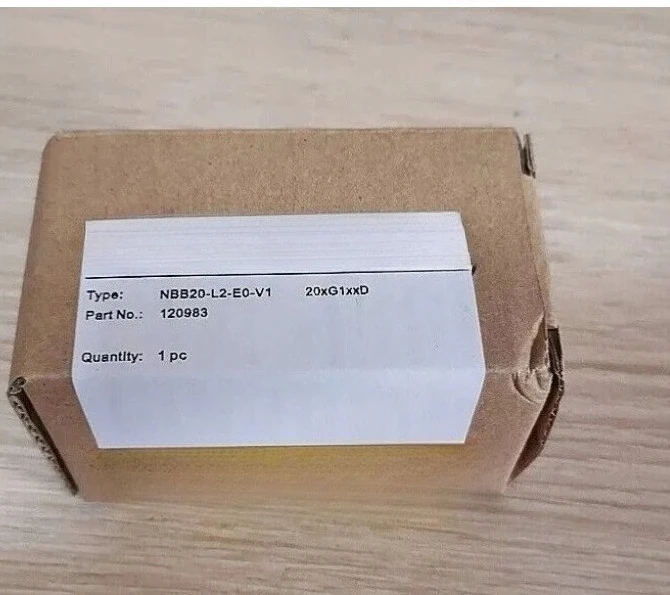 Type: NBB20-L2-E0-V1 20xG1xxD
Part No.: 120983
Quantity: 1 pc